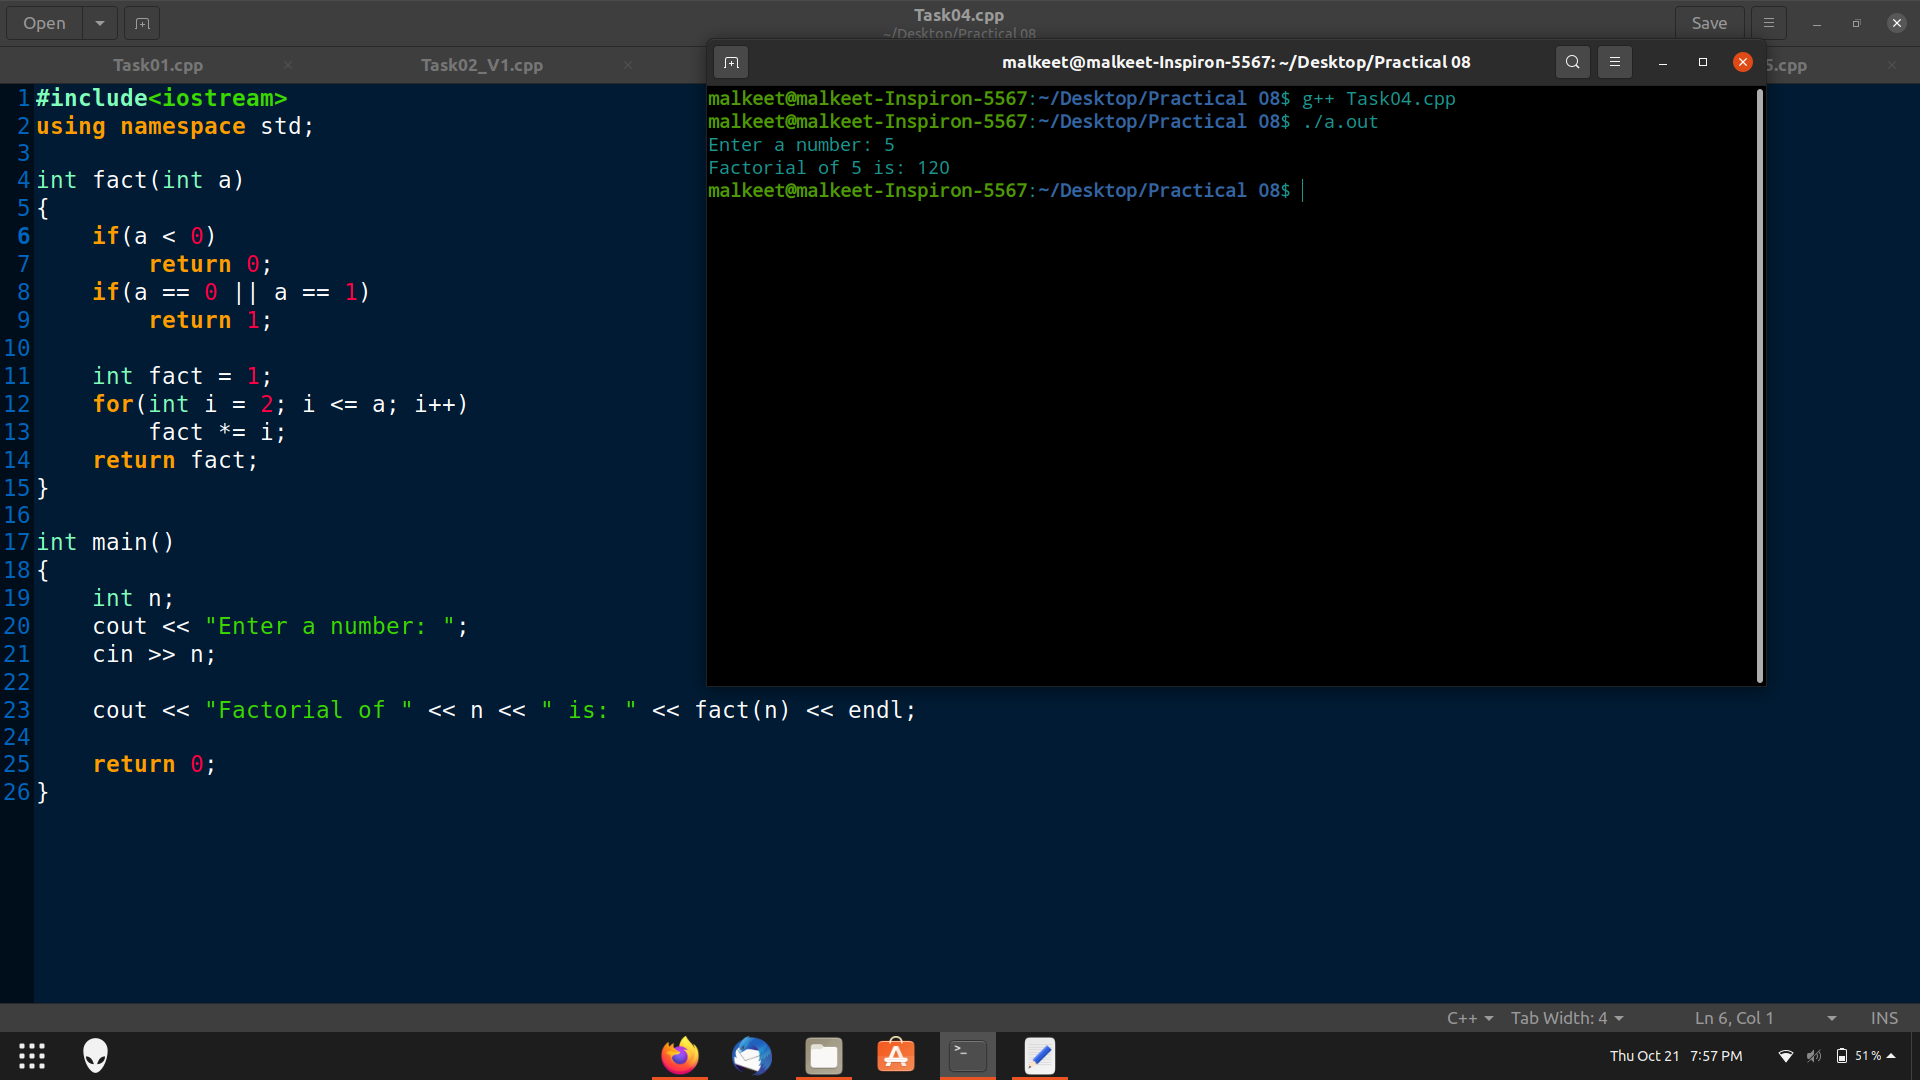 Open
Task04.cpp
~/Desktop/Practical 08
Save
Task01.cpp
Task02_V1.cpp
5.cpp
malkeet@malkeet-Inspiron-5567: ~/Desktop/Practical 08
malkeet@malkeet-Inspiron-5567:~/Desktop/Practical 08$ g++ Task04.cpp
malkeet@malkeet-Inspiron-5567:~/Desktop/Practical 08$ ./a.out
Enter a number: 5
Factorial of 5 is: 120
malkeet@malkeet-Inspiron-5567:~/Desktop/Practical 08$
1 #include<iostream>
2 using namespace std;
3
4 int fact(int a)
5 {
6     if(a < 0)
7         return 0;
8     if(a == 0 || a == 1)
9         return 1;
10
11     int fact = 1;
12     for(int i = 2; i <= a; i++)
13         fact *= i;
14     return fact;
15 }
16
17 int main()
18 {
19     int n;
20     cout << "Enter a number: ";
21     cin >> n;
22
23     cout << "Factorial of " << n << " is: " << fact(n) << endl;
24
25     return 0;
26 }
C++ Tab Width: 4 Ln 6, Col 1 INS
Thu Oct 21 7:57 PM 51%